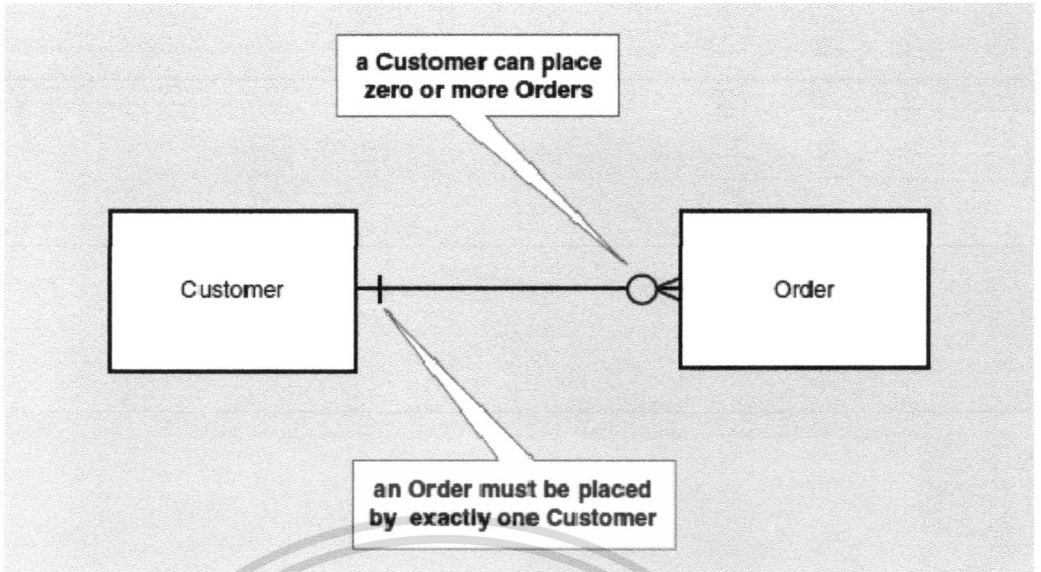 a Customer can place
zero or more Orders
Customer
Order
an Order must be placed
by exactly one Customer